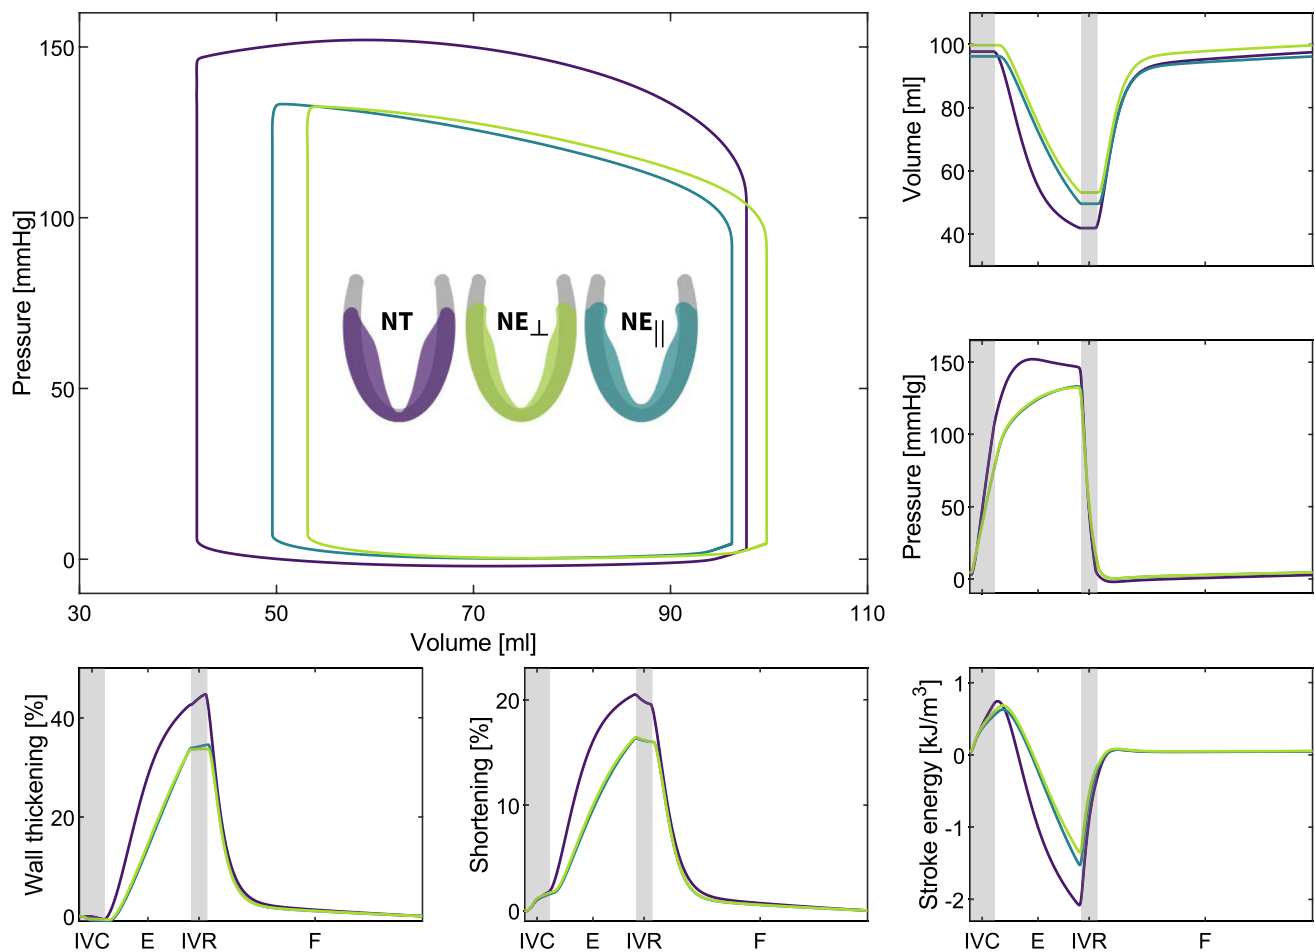 150
100
50
0
Pressure [mmHg]
30
50
70
90
110
Volume [ml]
NT
NE⊥
NE||
100
80
60
40
Volume [ml]
150
100
50
0
Pressure [mmHg]
40
20
0
Wall thickening [%]
IVC E IVR F
20
10
0
Shortening [%]
IVC E IVR F
1
0
-1
-2
Stroke energy [kJ/m³]
IVC E IVR F